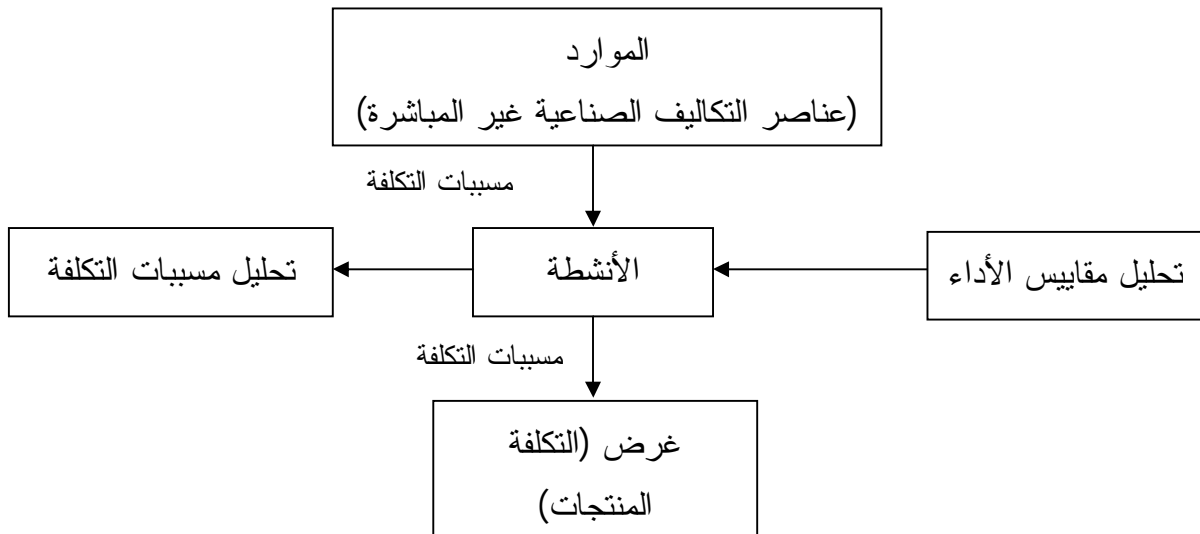 الموارد
(عناصر التكاليف الصناعية غير المباشرة)
مسببات التكلفة
تحليل مقاييس الأداء
الأنشطة
تحليل مسببات التكلفة
مسببات التكلفة
غرض (التكلفة
المنتجات)